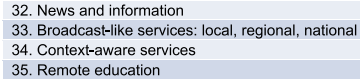 32. News and information
33. Broadcast-like services: local, regional, national
34. Context-aware services
35. Remote education